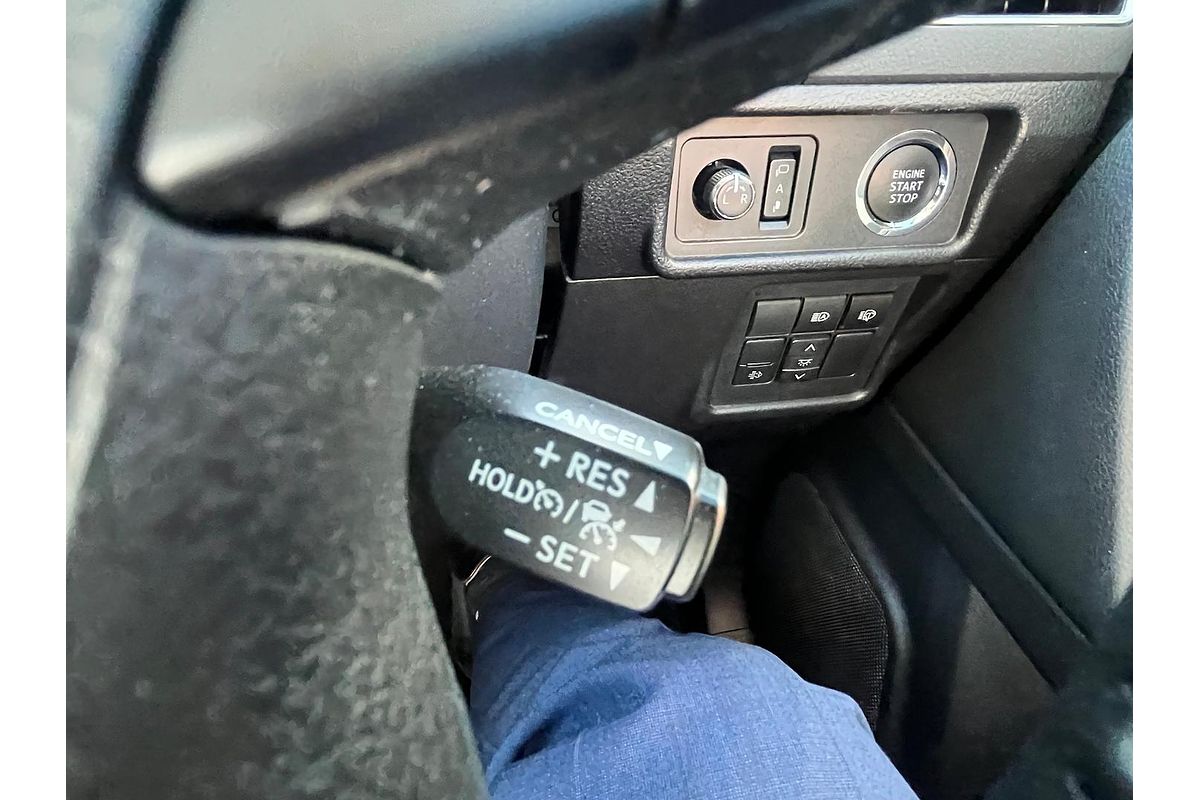 L R
A
ENGINE
START
STOP
CANCEL▼
+ RES ▲
HOLD /
− SET ▼